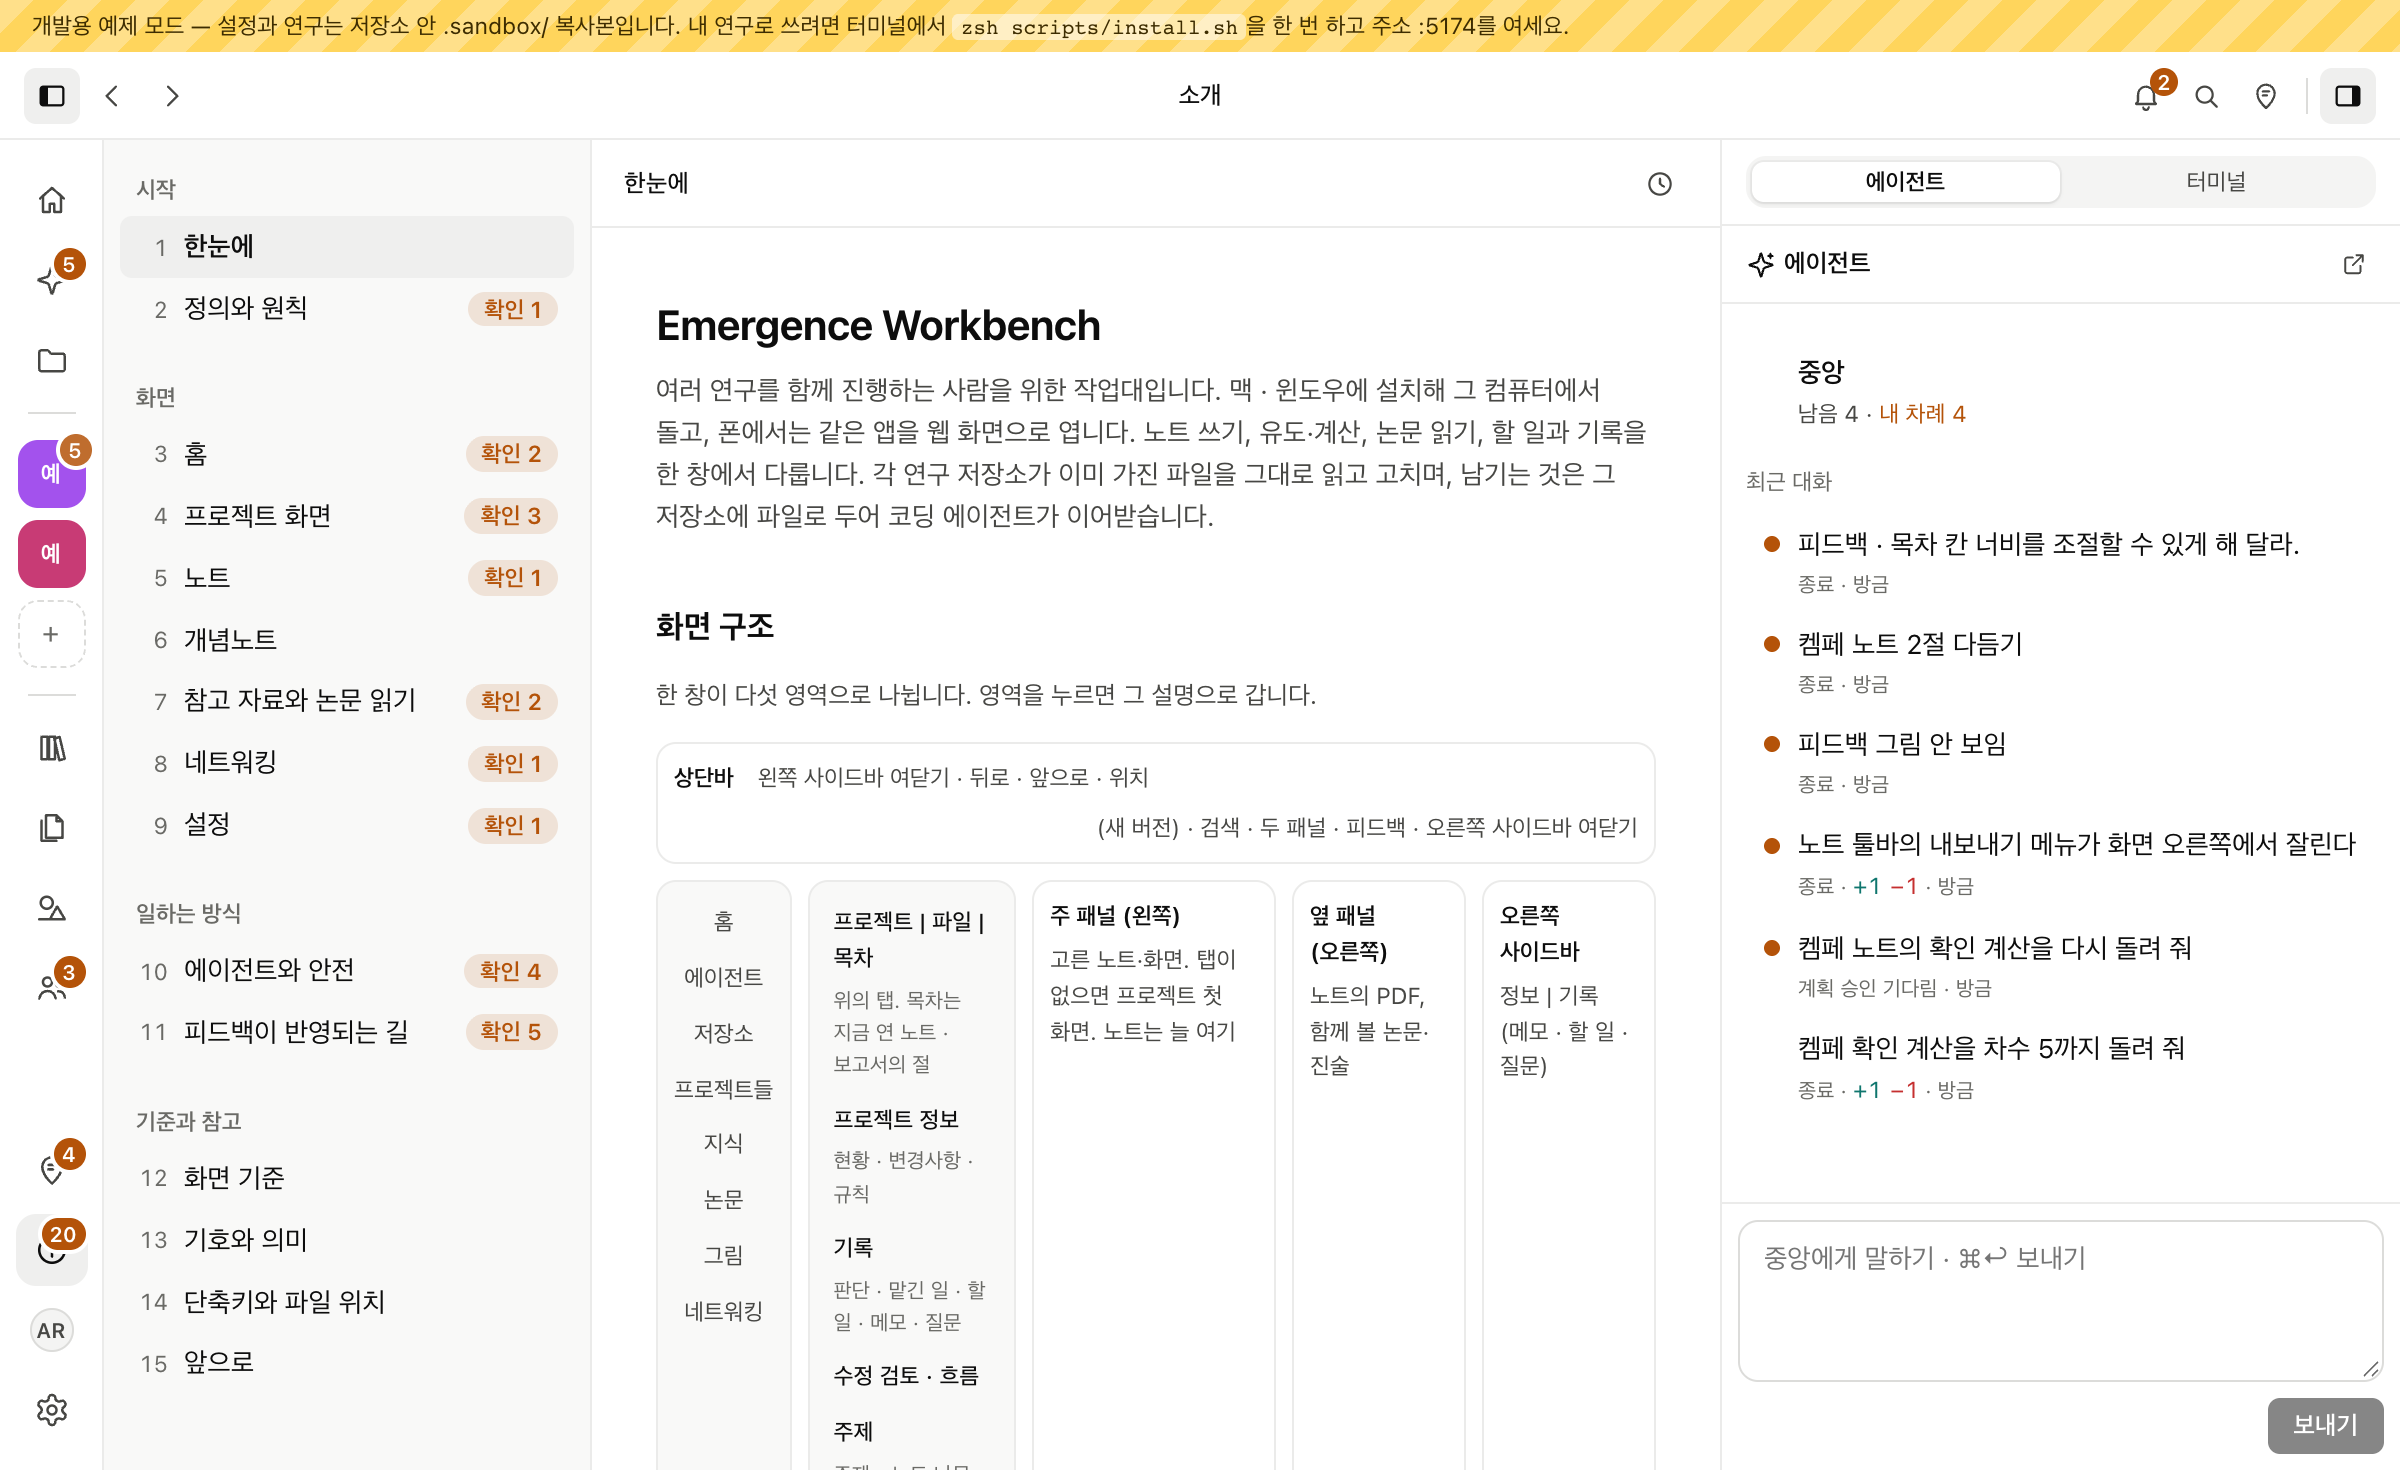 개발용 예제 모드 — 설정과 연구는 저장소 안 .sandbox/ 복사본입니다. 내 연구로 쓰려면 터미널에서 zsh scripts/install.sh을 한 번 하고 주소 :5174를 여세요.
소개
2
5
5
예
예
+
3
4
20
AR
시작
1 한눈에
2 정의와 원칙 확인 1
화면
3 홈 확인 2
4 프로젝트 화면 확인 3
5 노트 확인 1
6 개념노트
7 참고 자료와 논문 읽기 확인 2
8 네트워킹 확인 1
9 설정 확인 1
일하는 방식
10 에이전트와 안전 확인 4
11 피드백이 반영되는 길 확인 5
기준과 참고
12 화면 기준
13 기호와 의미
14 단축키와 파일 위치
15 앞으로
한눈에
Emergence Workbench
여러 연구를 함께 진행하는 사람을 위한 작업대입니다. 맥 · 윈도우에 설치해 그 컴퓨터에서
돌고, 폰에서는 같은 앱을 웹 화면으로 엽니다. 노트 쓰기, 유도·계산, 논문 읽기, 할 일과 기록을
한 창에서 다룹니다. 각 연구 저장소가 이미 가진 파일을 그대로 읽고 고치며, 남기는 것은 그
저장소에 파일로 두어 코딩 에이전트가 이어받습니다.
화면 구조
한 창이 다섯 영역으로 나뉩니다. 영역을 누르면 그 설명으로 갑니다.
상단바 왼쪽 사이드바 여닫기 · 뒤로 · 앞으로 · 위치
(새 버전) · 검색 · 두 패널 · 피드백 · 오른쪽 사이드바 여닫기
홈
에이전트
저장소
프로젝트들
지식
논문
그림
네트워킹
프로젝트 | 파일 |
목차
위의 탭. 목차는
지금 연 노트 ·
보고서의 절
프로젝트 정보
현황 · 변경사항 ·
규칙
기록
판단 · 맡긴 일 · 할
일 · 메모 · 질문
수정 검토 · 흐름
주제
주 패널 (왼쪽)
고른 노트·화면. 탭이
없으면 프로젝트 첫
화면. 노트는 늘 여기
옆 패널
(오른쪽)
노트의 PDF,
함께 볼 논문·
진술
오른쪽
사이드바
정보 | 기록
(메모 · 할 일 ·
질문)
에이전트 터미널
에이전트
중앙
남음 4 · 내 차례 4
최근 대화
피드백 · 목차 칸 너비를 조절할 수 있게 해 달라.
종료 · 방금
켐페 노트 2절 다듬기
종료 · 방금
피드백 그림 안 보임
종료 · 방금
노트 툴바의 내보내기 메뉴가 화면 오른쪽에서 잘린다
종료 · +1 −1 · 방금
켐페 노트의 확인 계산을 다시 돌려 줘
계획 승인 기다림 · 방금
켐페 확인 계산을 차수 5까지 돌려 줘
종료 · +1 −1 · 방금
중앙에게 말하기 · ⌘↩ 보내기
보내기